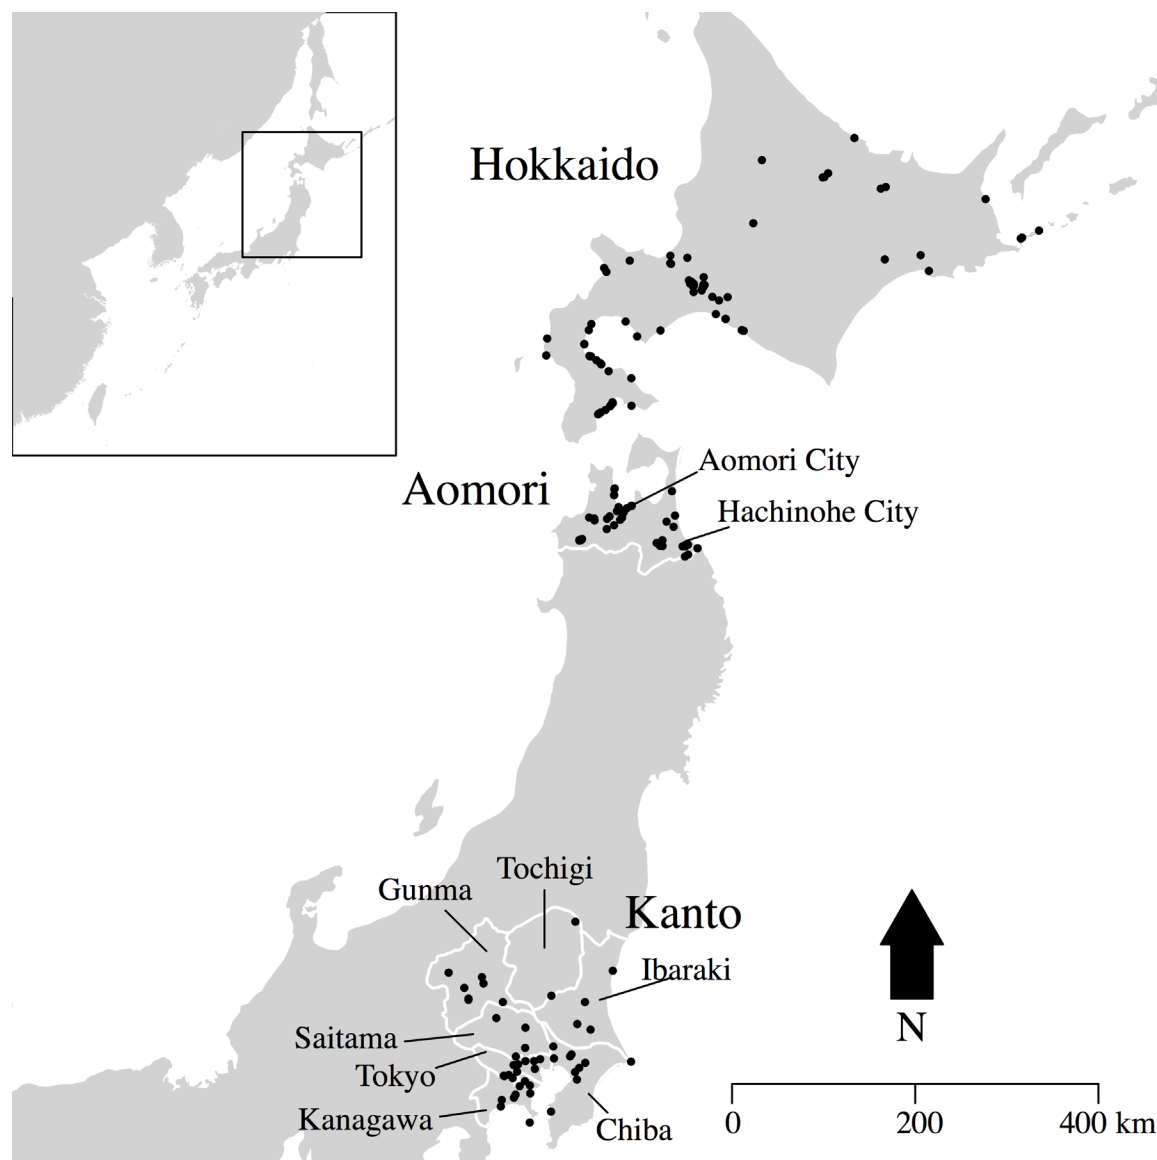 Hokkaido
Aomori City
Aomori
Hachinohe City
Tochigi
Gunma
Kanto
Ibaraki
N
Saitama
Tokyo
Kanagawa
Chiba
0 200 400 km